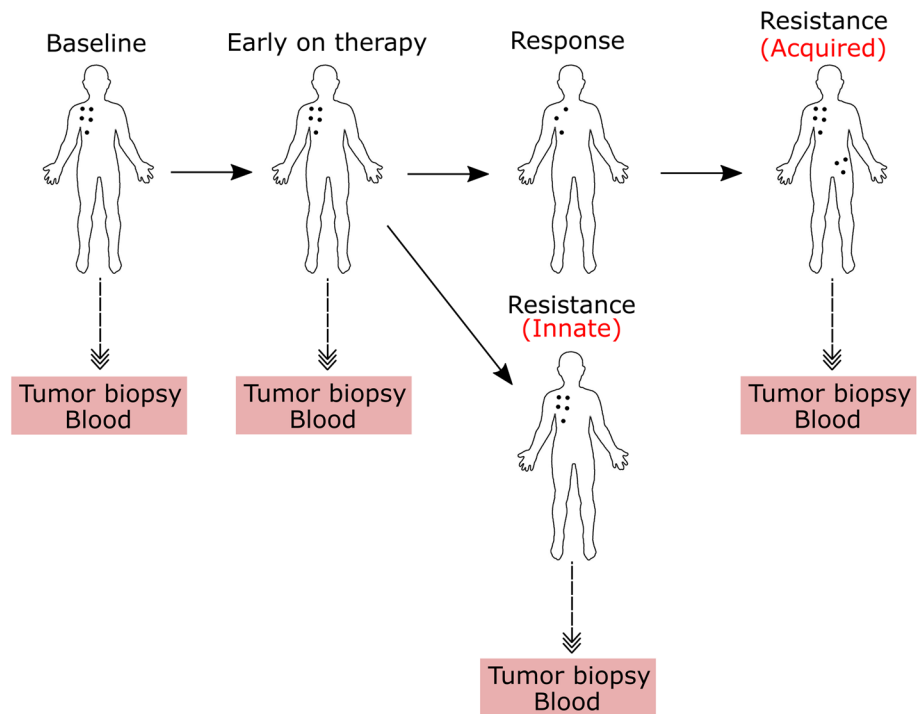 Baseline
Early on therapy
Response
Resistance
(Acquired)
Resistance
(Innate)
Tumor biopsy
Blood
Tumor biopsy
Blood
Tumor biopsy
Blood
Tumor biopsy
Blood